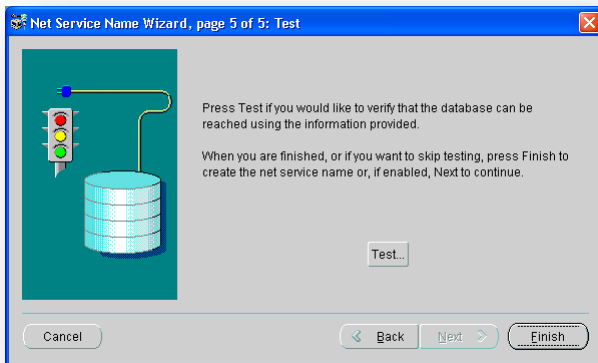 Net Service Name Wizard, page 5 of 5: Test
Press Test if you would like to verify that the database can be
reached using the information provided.
When you are finished, or if you want to skip testing, press Finish to
create the net service name or, if enabled, Next to continue.
Test...
Cancel
Back
Next
Finish